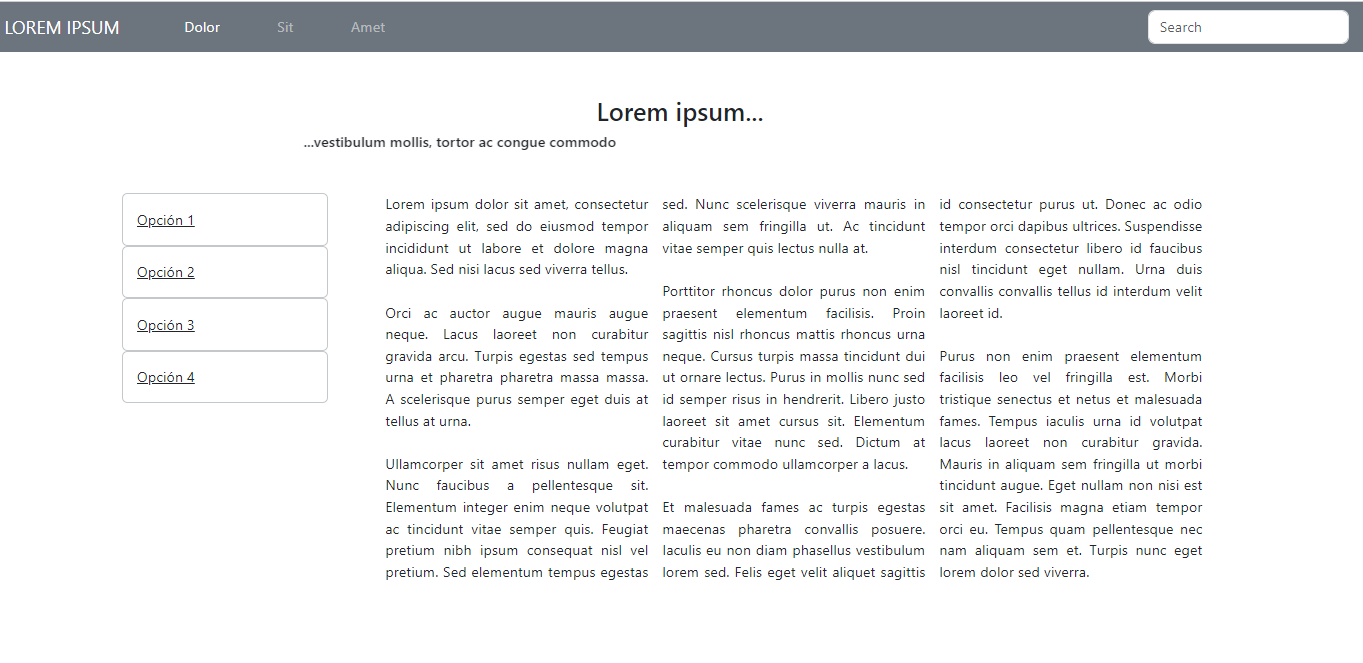 LOREM IPSUM Dolor Sit Amet Search
Lorem ipsum...
...vestibulum mollis, tortor ac congue commodo
Opción 1
Opción 2
Opción 3
Opción 4
Lorem ipsum dolor sit amet, consectetur
adipiscing elit, sed do eiusmod tempor
incididunt ut labore et dolore magna
aliqua. Sed nisi lacus sed viverra tellus.
Orci ac auctor augue mauris augue
neque. Lacus laoreet non curabitur
gravida arcu. Turpis egestas sed tempus
urna et pharetra pharetra massa massa.
A scelerisque purus semper eget duis at
tellus at urna.
Ullamcorper sit amet risus nullam eget.
Nunc faucibus a pellentesque sit.
Elementum integer enim neque volutpat
ac tincidunt vitae semper quis. Feugiat
pretium nibh ipsum consequat nisl vel
pretium. Sed elementum tempus egestas
sed. Nunc scelerisque viverra mauris in
aliquam sem fringilla ut. Ac tincidunt
vitae semper quis lectus nulla at.
Porttitor rhoncus dolor purus non enim
praesent elementum facilisis. Proin
sagittis nisl rhoncus mattis rhoncus urna
neque. Cursus turpis massa tincidunt dui
ut ornare lectus. Purus in mollis nunc sed
id semper risus in hendrerit. Libero justo
laoreet sit amet cursus sit. Elementum
curabitur vitae nunc sed. Dictum at
tempor commodo ullamcorper a lacus.
Et malesuada fames ac turpis egestas
maecenas pharetra convallis posuere.
Iaculis eu non diam phasellus vestibulum
lorem sed. Felis eget velit aliquet sagittis
id consectetur purus ut. Donec ac odio
tempor orci dapibus ultrices. Suspendisse
interdum consectetur libero id faucibus
nisl tincidunt eget nullam. Urna duis
convallis convallis tellus id interdum velit
laoreet id.
Purus non enim praesent elementum
facilisis leo vel fringilla est. Morbi
tristique senectus et netus et malesuada
fames. Tempus iaculis urna id volutpat
lacus laoreet non curabitur gravida.
Mauris in aliquam sem fringilla ut morbi
tincidunt augue. Eget nullam non nisi est
sit amet. Facilisis magna etiam tempor
orci eu. Tempus quam pellentesque nec
nam aliquam sem et. Turpis nunc eget
lorem dolor sed viverra.